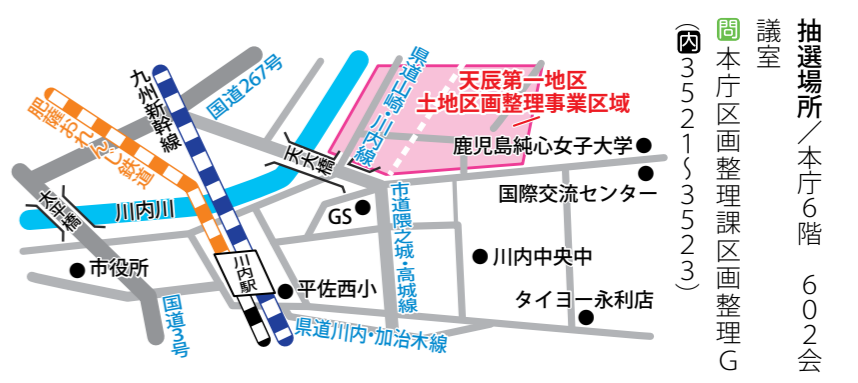 抽選場所／本庁6階　602会
議室
問本庁区画整理課区画整理G
(内3521～3523)
九州新幹線
国道267号
県道山崎・川内線
天辰第一地区
土地区画整理事業区域
肥薩おれんじ鉄道
天大橋
鹿児島純心女子大学
国際交流センター
太平橋
川内川
GS
市道隈之城・高城線
川内中央中
市役所
川内駅
平佐西小
タイヨー永利店
国道3号
県道川内・加治木線